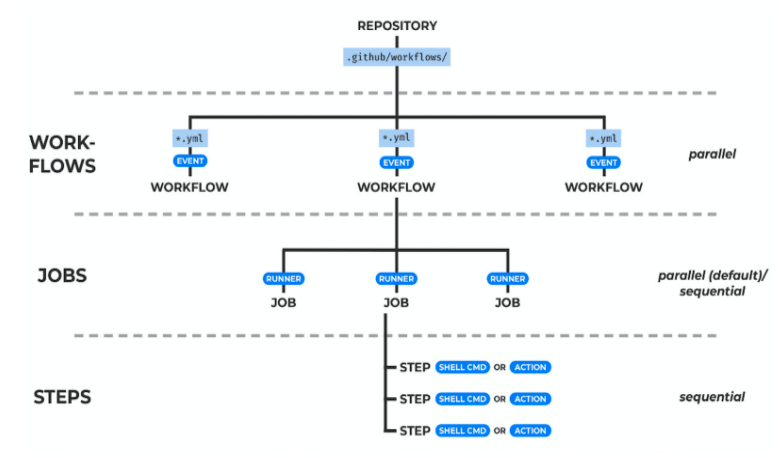 REPOSITORY
.github/workflows/
WORK-
FLOWS
*.yml *.yml *.yml
EVENT EVENT EVENT
WORKFLOW WORKFLOW WORKFLOW
parallel
JOBS
RUNNER RUNNER RUNNER
JOB JOB JOB
parallel (default)/
sequential
STEPS
STEP SHELL CMD OR ACTION
STEP SHELL CMD OR ACTION
STEP SHELL CMD OR ACTION
sequential